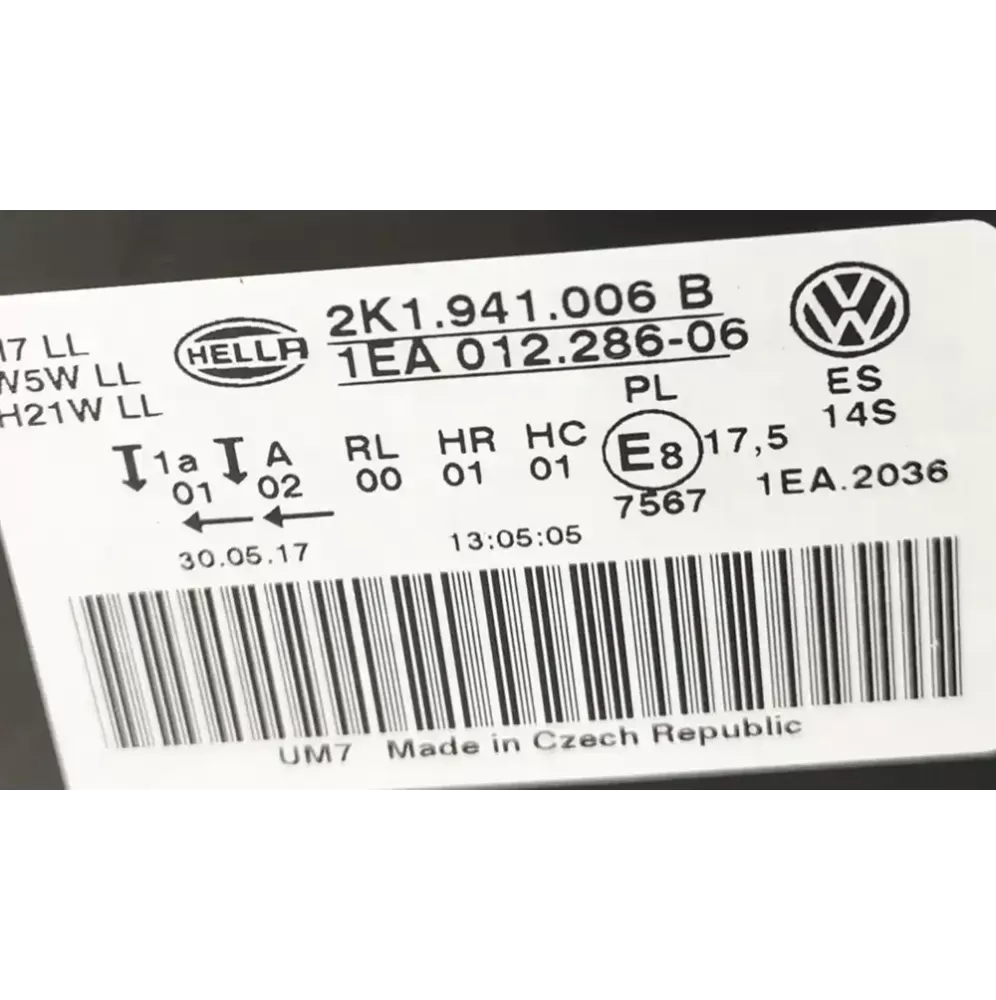 2K1.941.006 B
HELLA 1EA 012.286-06
17 LL
W5W LL
H21W LL
PL
ES
14S
1a A RL HR HC E8 17,5
01 02 00 01 01
7567 1EA.2036
30.05.17 13:05:05
UM7 Made in Czech Republic